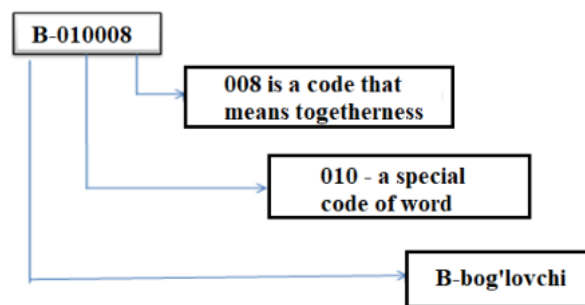 B-010008
008 is a code that
means togetherness
010 - a special
code of word
B-bog'lovchi